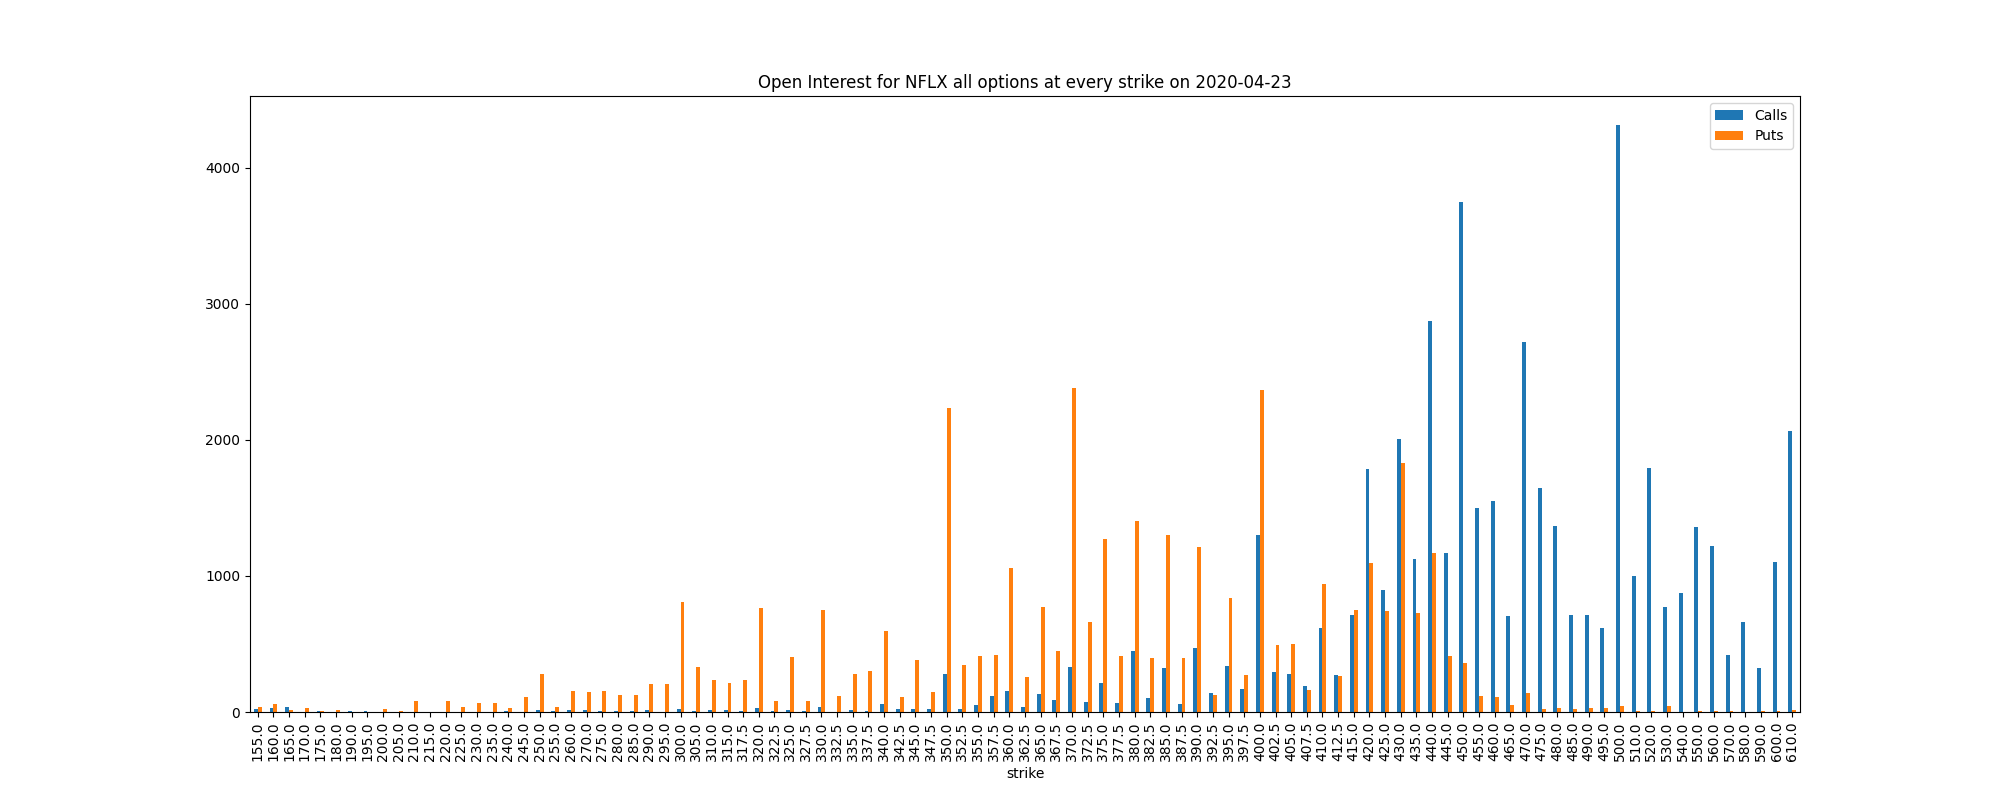 Open Interest for NFLX all options at every strike on 2020-04-23
Calls
Puts
4000
3000
2000
1000
0
155.0 160.0 165.0 170.0 175.0 180.0 190.0 195.0 200.0 205.0 210.0 215.0 220.0 225.0 230.0 235.0 240.0 245.0 250.0 255.0 260.0 270.0 275.0 280.0 285.0 290.0 295.0 300.0 305.0 310.0 315.0 317.5 320.0 322.5 325.0 327.5 330.0 332.5 335.0 337.5 340.0 342.5 345.0 347.5 350.0 352.5 355.0 357.5 360.0 362.5 365.0 367.5 370.0 372.5 375.0 377.5 380.0 382.5 385.0 387.5 390.0 392.5 395.0 397.5 400.0 402.5 405.0 407.5 410.0 412.5 415.0 420.0 425.0 430.0 435.0 440.0 445.0 450.0 455.0 460.0 465.0 470.0 475.0 480.0 485.0 490.0 495.0 500.0 510.0 520.0 530.0 540.0 550.0 560.0 570.0 580.0 590.0 600.0 610.0
strike